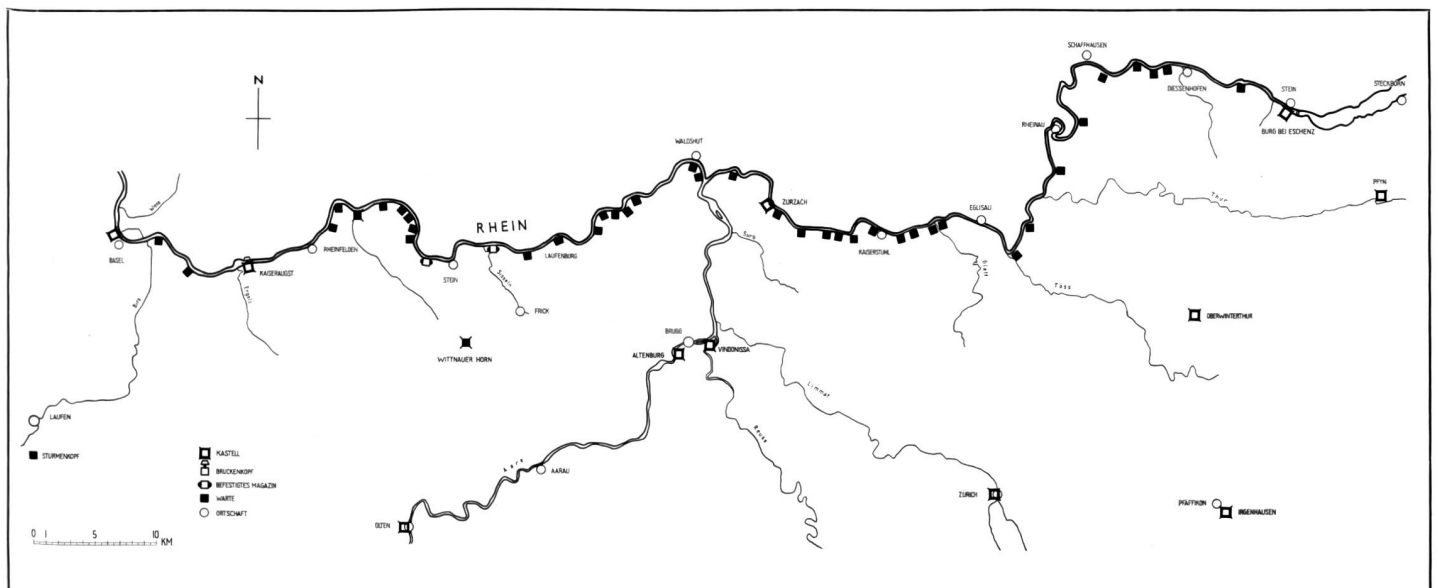 N
SCHAFFHAUSEN
DIESSENHOFEN
STEIN
STECKBORN
BURG BEI ESCHENZ
RHEINAU
WALDSHUT
PFYN
Thur
ZURZACH
EGLISAU
KAISERSTUHL
Wiese
BASEL
Birs
KAISERAUGST
Ergolz
RHEINFELDEN
RHEIN
STEIN
Sisseln
FRICK
LAUFENBURG
Surb
Glatt
Töss
OBERWINTERTHUR
WITTNAUER HORN
BRUGG
ALTENBURG
VINDONISSA
Limmat
Reuss
LAUFEN
STURMENKOPF
KASTELL
BRÜCKENKOPF
BEFESTIGTES MAGAZIN
WARTE
ORTSCHAFT
Aare
AARAU
OLTEN
ZÜRICH
PFÄFFIKON
IRGENHAUSEN
0 1 5 10 KM